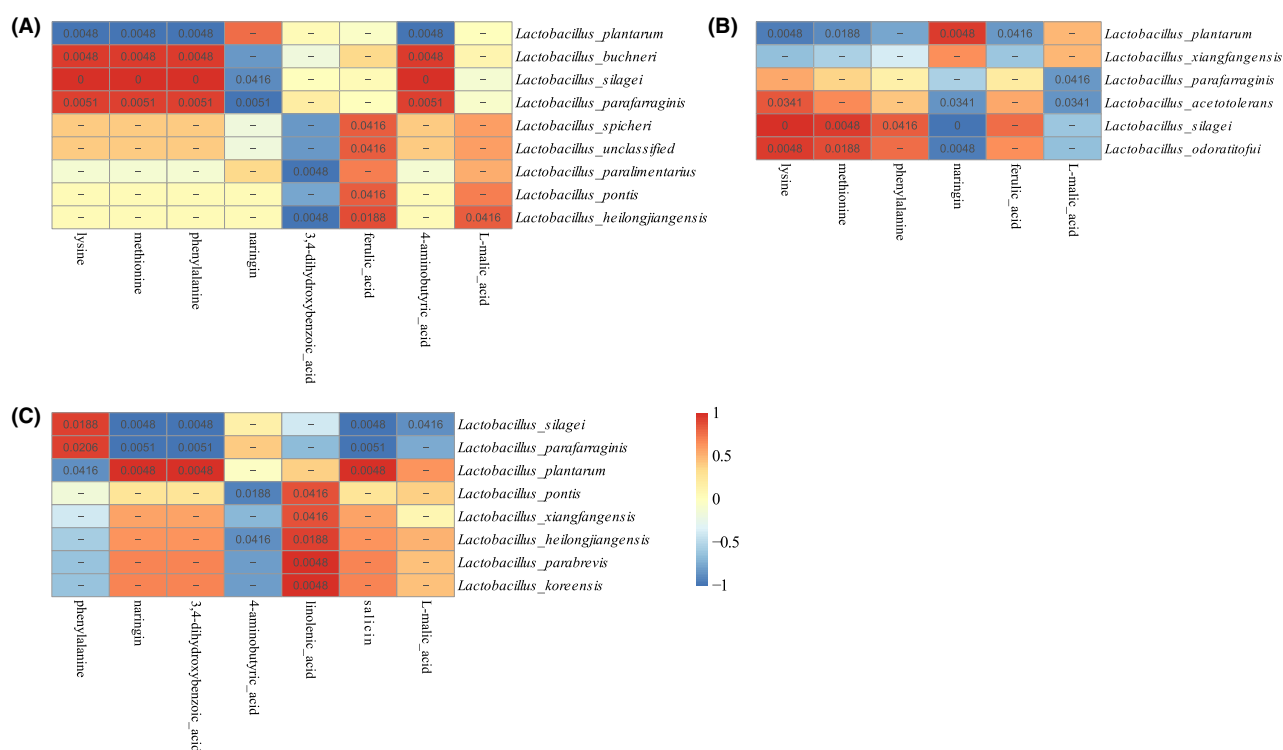 (A)
0.0048 0.0048 0.0048 – – – 0.0048 – Lactobacillus_plantarum
0.0048 0.0048 0.0048 – – – 0.0048 – Lactobacillus_buchneri
0 0 0 0.0416 – – 0 – Lactobacillus_silagei
0.0051 0.0051 0.0051 0.0051 – – 0.0051 – Lactobacillus_parafarraginis
– – – – – 0.0416 – – Lactobacillus_spicheri
– – – – – 0.0416 – – Lactobacillus_unclassified
– – – – 0.0048 – – – Lactobacillus_paralimentarius
– – – – – 0.0416 – – Lactobacillus_pontis
– – – – 0.0048 0.0188 – 0.0416 Lactobacillus_heilongjiangensis
lysine
methionine
phenylalanine
naringin
3,4-dihydroxybenzoic_acid
ferulic_acid
4-aminobutyric_acid
L-malic_acid
(B)
0.0048 0.0188 – 0.0048 0.0416 – Lactobacillus_plantarum
– – – – – – Lactobacillus_xiangfangensis
– – – – – 0.0416 Lactobacillus_parafarraginis
0.0341 – – 0.0341 – 0.0341 Lactobacillus_acetotolerans
0 0.0048 0.0416 0 – – Lactobacillus_silagei
0.0048 0.0188 – 0.0048 – – Lactobacillus_odoratitofui
lysine
methionine
phenylalanine
naringin
ferulic_acid
L-malic_acid
(C)
0.0188 0.0048 0.0048 – – 0.0048 0.0416 Lactobacillus_silagei
0.0206 0.0051 0.0051 – – 0.0051 – Lactobacillus_parafarraginis
0.0416 0.0048 0.0048 – – 0.0048 – Lactobacillus_plantarum
– – – 0.0188 0.0416 – – Lactobacillus_pontis
– – – – 0.0416 – – Lactobacillus_xiangfangensis
– – – 0.0416 0.0188 – – Lactobacillus_heilongjiangensis
– – – – 0.0048 – – Lactobacillus_parabrevis
– – – – 0.0048 – – Lactobacillus_koreensis
phenylalanine
naringin
3,4-dihydroxybenzoic_acid
4-aminobutyric_acid
linolenic_acid
salicin
L-malic_acid
1
0.5
0
−0.5
−1